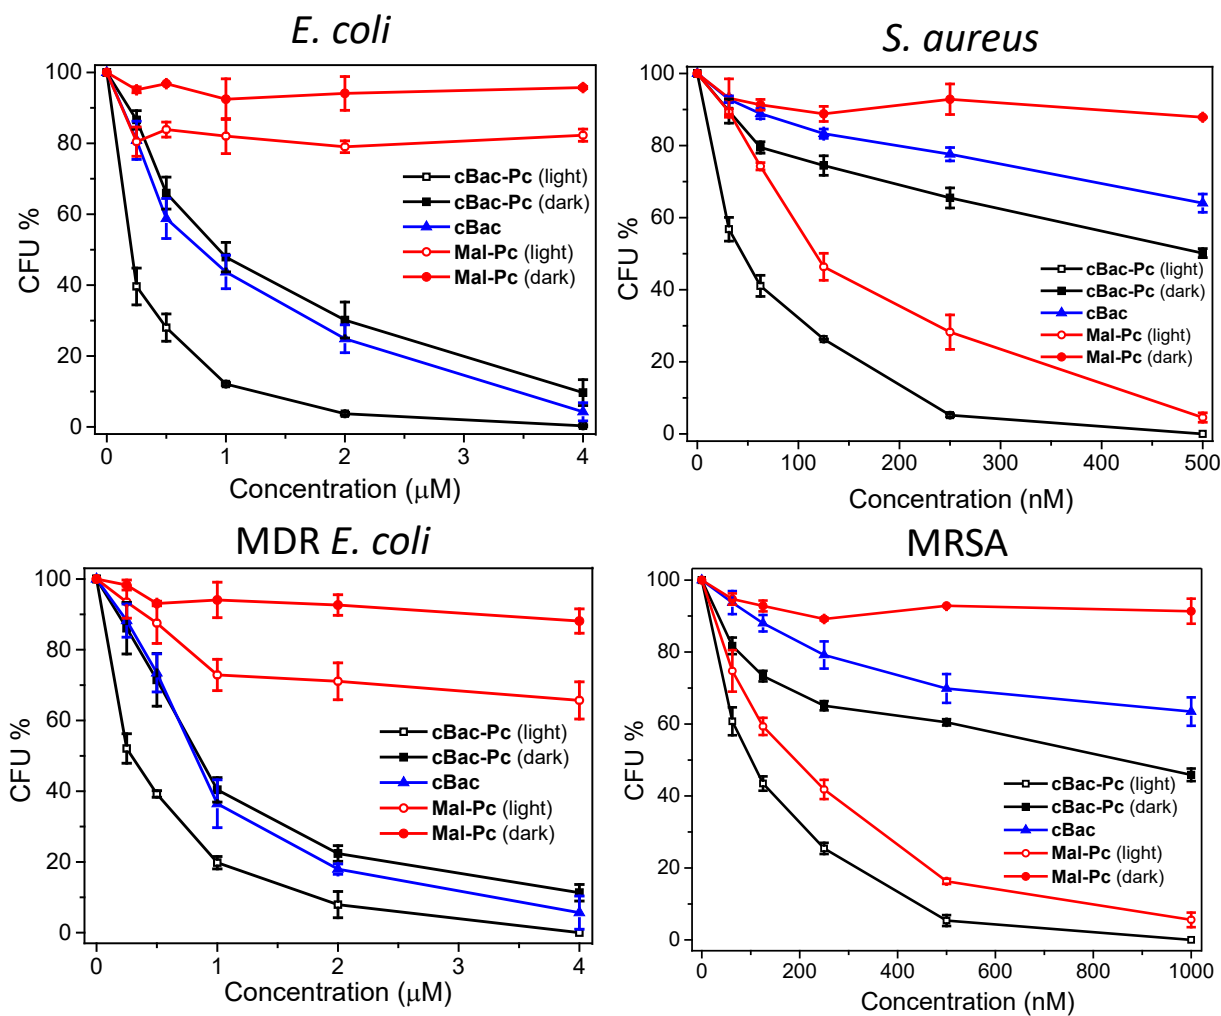 E. coli
CFU %
100
80
60
40
20
0
cBac-Pc (light)
cBac-Pc (dark)
cBac
Mal-Pc (light)
Mal-Pc (dark)
0
1
2
3
4
Concentration (μM)
S. aureus
CFU %
100
80
60
40
20
0
cBac-Pc (light)
cBac-Pc (dark)
cBac
Mal-Pc (light)
Mal-Pc (dark)
0
100
200
300
400
500
Concentration (nM)
MDR E. coli
CFU %
100
80
60
40
20
0
cBac-Pc (light)
cBac-Pc (dark)
cBac
Mal-Pc (light)
Mal-Pc (dark)
0
1
2
3
4
Concentration (μM)
MRSA
CFU %
100
80
60
40
20
0
cBac-Pc (light)
cBac-Pc (dark)
cBac
Mal-Pc (light)
Mal-Pc (dark)
0
200
400
600
800
1000
Concentration (nM)